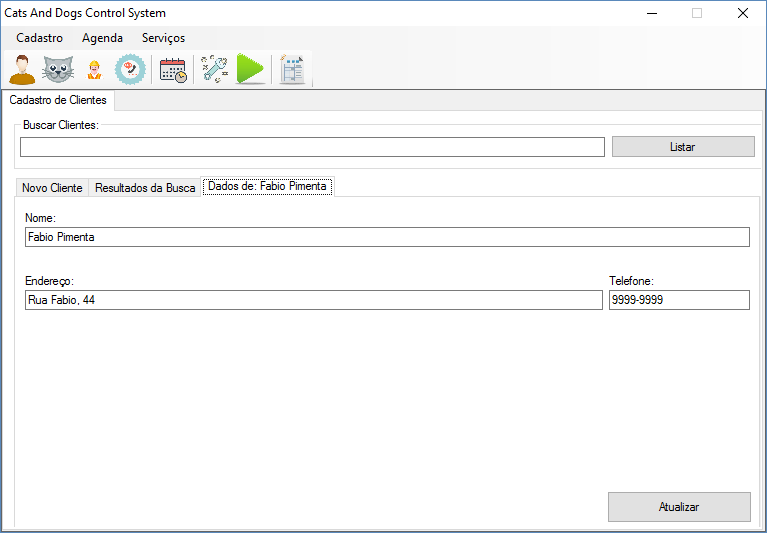 Cats And Dogs Control System
Cadastro Agenda Serviços
Cadastro de Clientes
Buscar Clientes:
Listar
Novo Cliente Resultados da Busca Dados de: Fabio Pimenta
Nome:
Fabio Pimenta
Endereço: Telefone:
Rua Fabio, 44 9999-9999
Atualizar